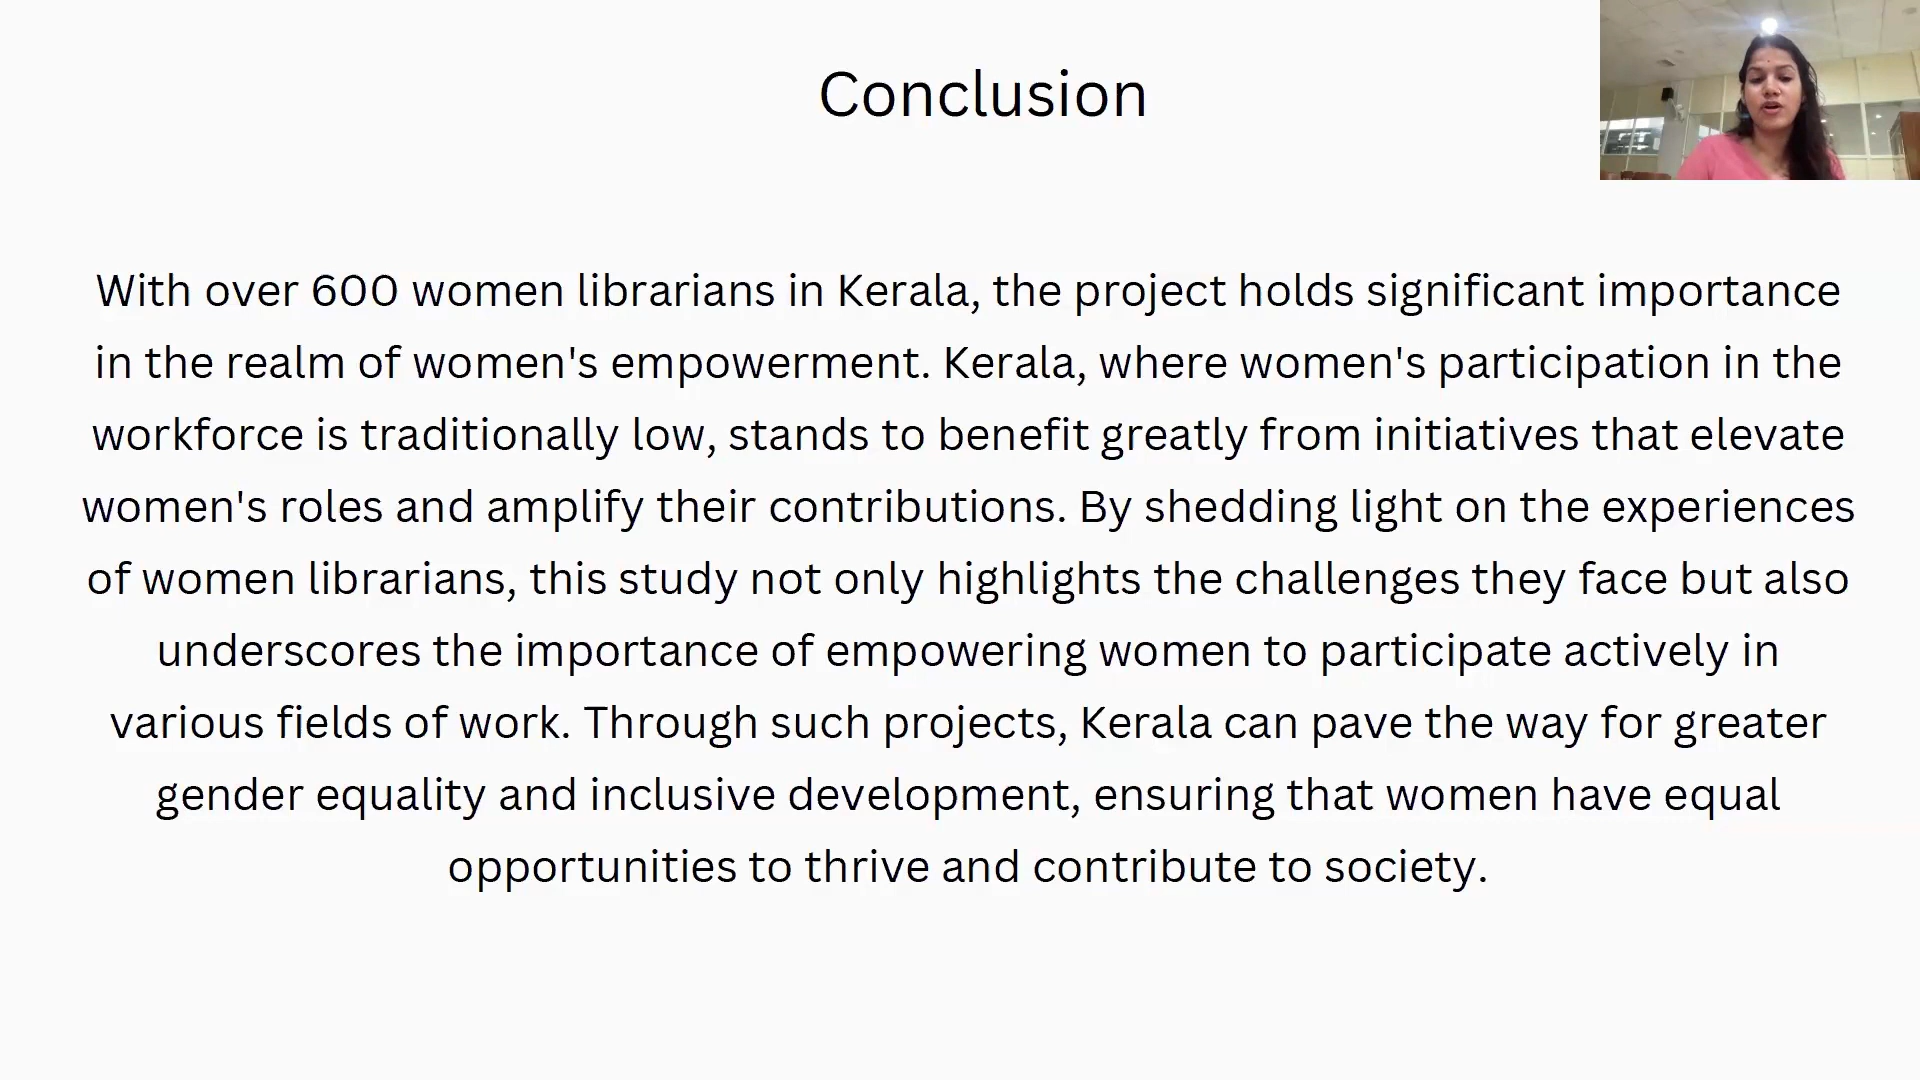 Conclusion
With over 600 women librarians in Kerala, the project holds significant importance
in the realm of women's empowerment. Kerala, where women's participation in the
workforce is traditionally low, stands to benefit greatly from initiatives that elevate
women's roles and amplify their contributions. By shedding light on the experiences
of women librarians, this study not only highlights the challenges they face but also
underscores the importance of empowering women to participate actively in
various fields of work. Through such projects, Kerala can pave the way for greater
gender equality and inclusive development, ensuring that women have equal
opportunities to thrive and contribute to society.